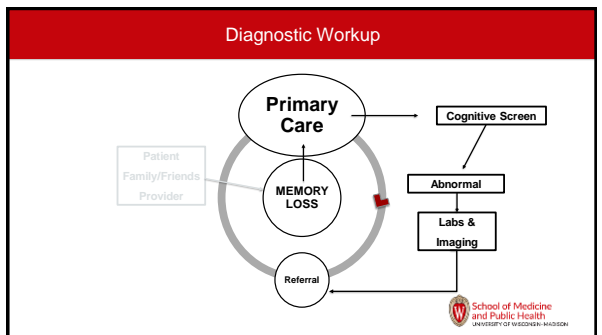 Diagnostic Workup
Primary
Care
Cognitive Screen
Patient
Family/Friends
Provider
MEMORY
LOSS
Abnormal
Labs &
Imaging
Referral
W
School of Medicine
and Public Health
UNIVERSITY OF WISCONSIN-MADISON